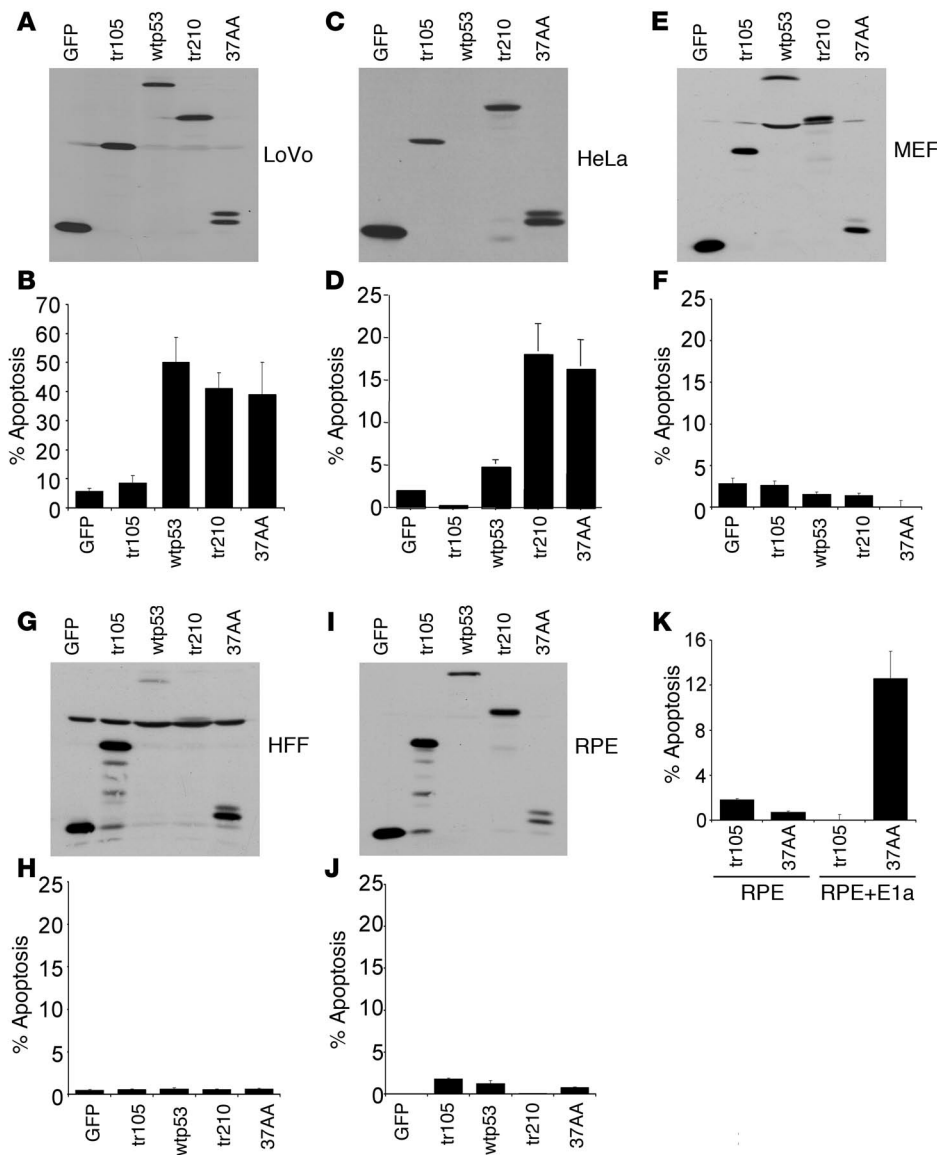 A
GFP
tr105
wtp53
tr210
37AA
LoVo
B
% Apoptosis
70
60
50
40
30
20
10
0
GFP
tr105
wtp53
tr210
37AA
C
GFP
tr105
wtp53
tr210
37AA
HeLa
D
% Apoptosis
25
20
15
10
5
0
GFP
tr105
wtp53
tr210
37AA
E
GFP
tr105
wtp53
tr210
37AA
MEF
F
% Apoptosis
25
20
15
10
5
0
GFP
tr105
wtp53
tr210
37AA
G
GFP
tr105
wtp53
tr210
37AA
HFF
H
% Apoptosis
25
20
15
10
5
0
GFP
tr105
wtp53
tr210
37AA
I
GFP
tr105
wtp53
tr210
37AA
RPE
J
% Apoptosis
25
20
15
10
5
0
GFP
tr105
wtp53
tr210
37AA
K
% Apoptosis
16
12
8
4
0
tr105
37AA
tr105
37AA
RPE
RPE+E1a